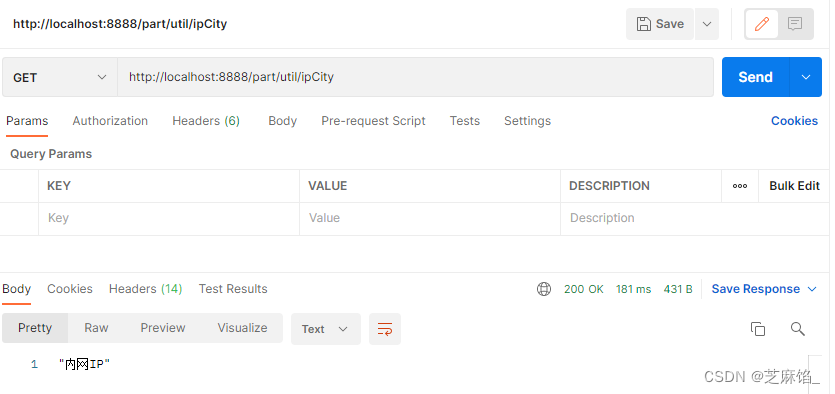 http://localhost:8888/part/util/ipCity Save
GET http://localhost:8888/part/util/ipCity Send
Params Authorization Headers (6) Body Pre-request Script Tests Settings Cookies
Query Params
KEY VALUE DESCRIPTION ooo Bulk Edit
Key Value Description
Body Cookies Headers (14) Test Results 200 OK 181 ms 431 B Save Response
Pretty Raw Preview Visualize Text
1 "内网IP"
CSDN @芝麻馅_